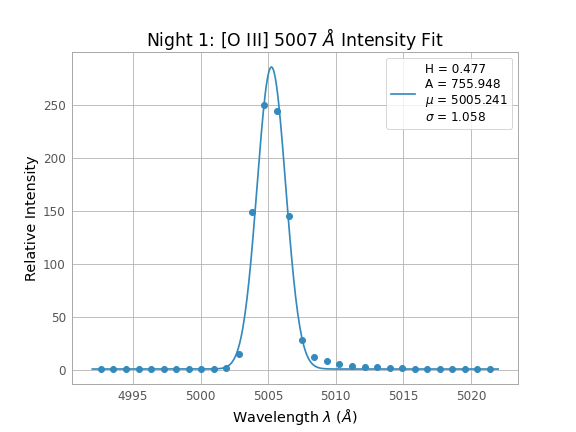 Night 1: [O III] 5007 Å Intensity Fit
H = 0.477
A = 755.948
μ = 5005.241
σ = 1.058
Relative Intensity
250
200
150
100
50
0
4995
5000
5005
5010
5015
5020
Wavelength λ (Å)